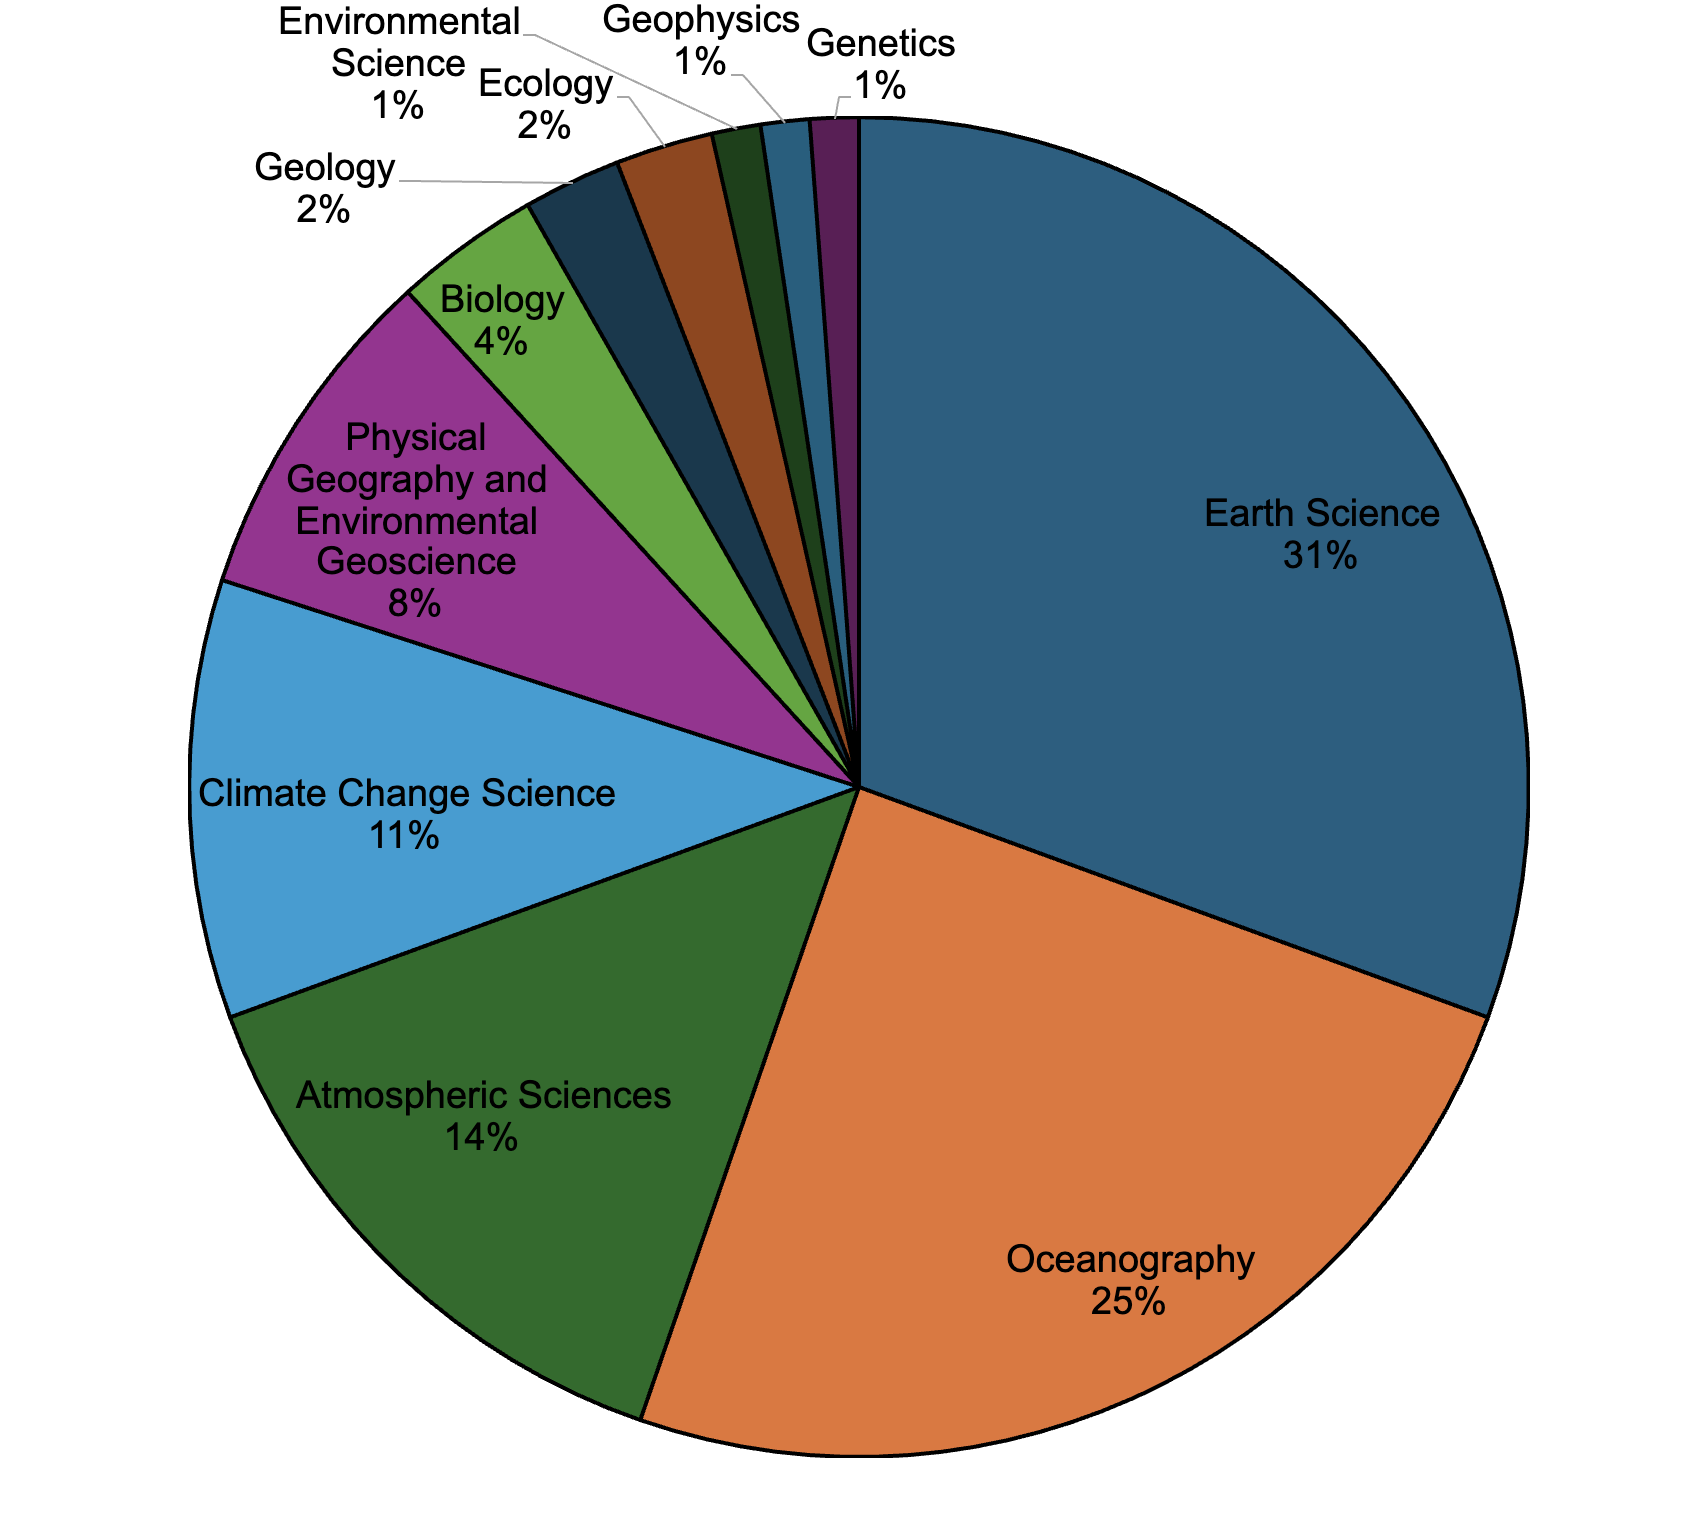 Environmental
Science
1%
Geophysics
1%
Genetics
1%
Ecology
2%
Geology
2%
Biology
4%
Physical
Geography and
Environmental
Geoscience
8%
Earth Science
31%
Climate Change Science
11%
Atmospheric Sciences
14%
Oceanography
25%